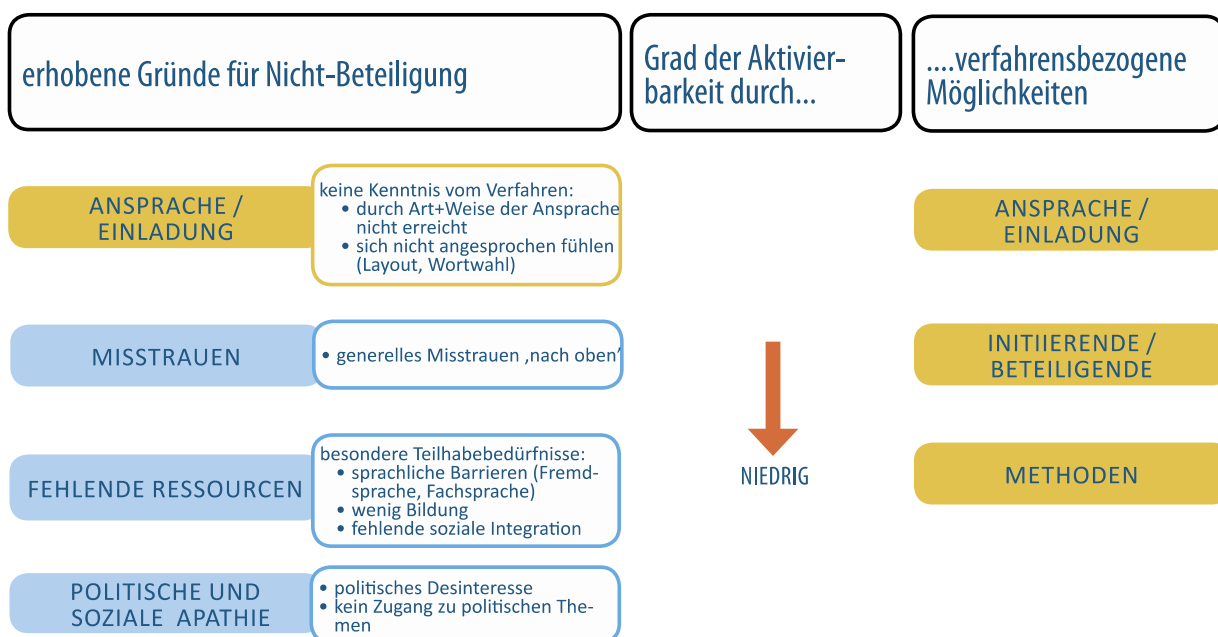 erhobene Gründe für Nicht-Beteiligung
Grad der Aktivier-
barkeit durch...
....verfahrensbezogene
Möglichkeiten
ANSPRACHE /
EINLADUNG
keine Kenntnis vom Verfahren:
• durch Art+Weise der Ansprache
nicht erreicht
• sich nicht angesprochen fühlen
(Layout, Wortwahl)
ANSPRACHE /
EINLADUNG
MISSTRAUEN
• generelles Misstrauen ‚nach oben‘
INITIIERENDE /
BETEILIGENDE
FEHLENDE RESSOURCEN
besondere Teilhabebedürfnisse:
• sprachliche Barrieren (Fremd-
sprache, Fachsprache)
• wenig Bildung
• fehlende soziale Integration
NIEDRIG
METHODEN
POLITISCHE UND
SOZIALE APATHIE
• politisches Desinteresse
• kein Zugang zu politischen The-
men